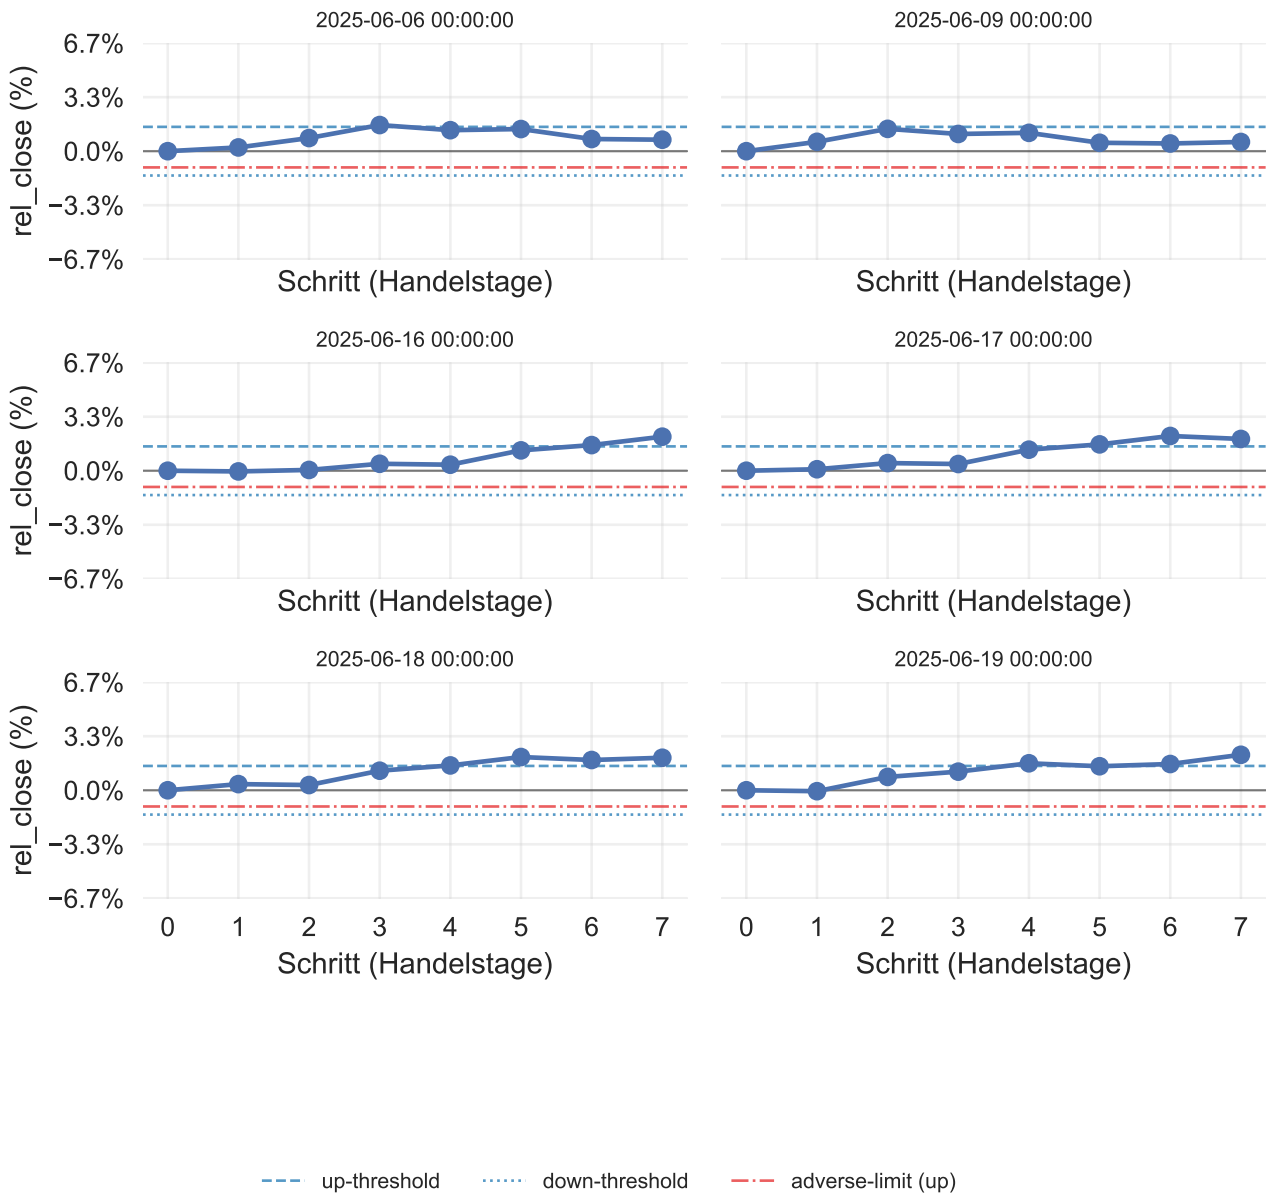 2025-06-06 00:00:00
2025-06-09 00:00:00
6.7%
3.3%
0.0%
−3.3%
−6.7%
rel_close (%)
Schritt (Handelstage)
Schritt (Handelstage)
2025-06-16 00:00:00
2025-06-17 00:00:00
6.7%
3.3%
0.0%
−3.3%
−6.7%
rel_close (%)
Schritt (Handelstage)
Schritt (Handelstage)
2025-06-18 00:00:00
2025-06-19 00:00:00
6.7%
3.3%
0.0%
−3.3%
−6.7%
rel_close (%)
0 1 2 3 4 5 6 7
0 1 2 3 4 5 6 7
Schritt (Handelstage)
Schritt (Handelstage)
up-threshold down-threshold adverse-limit (up)